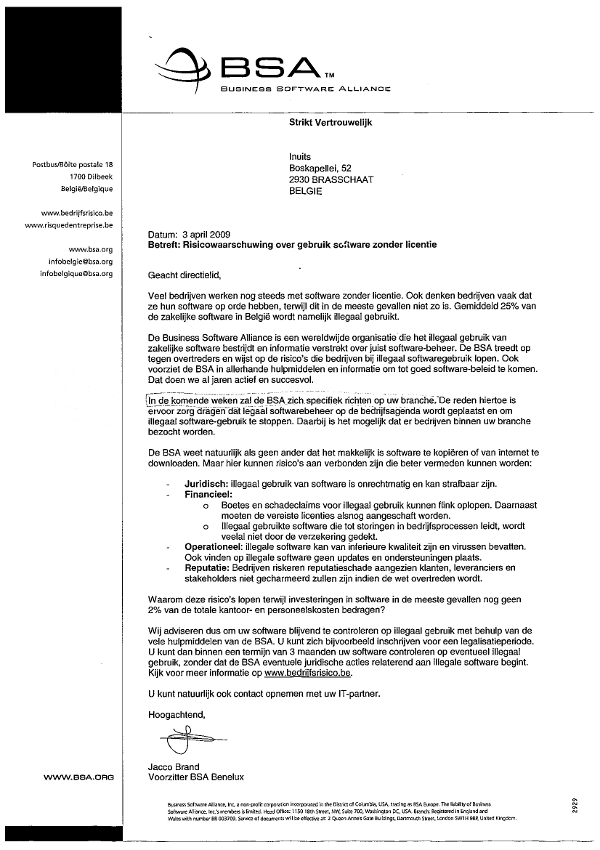 BSA TM
BUSINESS SOFTWARE ALLIANCE
Strikt Vertrouwelijk
Postbus/Boîte postale 18
1700 Dilbeek
België/Belgique
www.bedrijfsrisico.be
www.risquedentreprise.be
www.bsa.org
infobelgie@bsa.org
infobelgique@bsa.org
Inuits
Boskapellei, 52
2930 BRASSCHAAT
BELGIE
Datum: 3 april 2009
Betreft: Risicowaarschuwing over gebruik software zonder licentie
Geacht directielid,
Veel bedrijven werken nog steeds met software zonder licentie. Ook denken bedrijven vaak dat
ze hun software op orde hebben, terwijl dit in de meeste gevallen niet zo is. Gemiddeld 25% van
de zakelijke software in België wordt namelijk illegaal gebruikt.
De Business Software Alliance is een wereldwijde organisatie die het illegaal gebruik van
zakelijke software bestrijdt en informatie verstrekt over juist software-beheer. De BSA treedt op
tegen overtreders en wijst op de risico's die bedrijven bij illegaal softwaregebruik lopen. Ook
voorziet de BSA in allerhande hulpmiddelen en informatie om tot goed software-beleid te komen.
Dat doen we al jaren actief en succesvol.
In de komende weken zal de BSA zich specifiek richten op uw branche. De reden hiertoe is
ervoor zorg dragen dat legaal softwarebeheer op de bedrijfsagenda wordt geplaatst en om
illegaal software-gebruik te stoppen. Daarbij is het mogelijk dat er bedrijven binnen uw branche
bezocht worden.
De BSA weet natuurlijk als geen ander dat het makkelijk is software te kopiëren of van internet te
downloaden. Maar hier kunnen risico's aan verbonden zijn die beter vermeden kunnen worden:
- Juridisch: illegaal gebruik van software is onrechtmatig en kan strafbaar zijn.
- Financieel:
o Boetes en schadeclaims voor illegaal gebruik kunnen flink oplopen. Daarnaast
moeten de vereiste licenties alsnog aangeschaft worden.
o Illegaal gebruikte software die tot storingen in bedrijfsprocessen leidt, wordt
veelal niet door de verzekering gedekt.
- Operationeel: illegale software kan van inferieure kwaliteit zijn en virussen bevatten.
Ook vinden op illegale software geen updates en ondersteuningen plaats.
- Reputatie: Bedrijven riskeren reputatieschade aangezien klanten, leveranciers en
stakeholders niet gecharmeerd zullen zijn indien de wet overtreden wordt.
Waarom deze risico's lopen terwijl investeringen in software in de meeste gevallen nog geen
2% van de totale kantoor- en personeelskosten bedragen?
Wij adviseren dus om uw software blijvend te controleren op illegaal gebruik met behulp van de
vele hulpmiddelen van de BSA. U kunt zich bijvoorbeeld inschrijven voor een legalisatieperiode.
U kunt dan binnen een termijn van 3 maanden uw software controleren op eventueel illegaal
gebruik, zonder dat de BSA eventuele juridische acties relaterend aan illegale software begint.
Kijk voor meer informatie op www.bedrijfsrisico.be.
U kunt natuurlijk ook contact opnemen met uw IT-partner.
Hoogachtend,
Jacco Brand
Voorzitter BSA Benelux
WWW.BSA.ORG
Business Software Alliance, Inc, a non-profit corporation incorporated in the District of Columbia, USA, trading as BSA Europe. The liability of Business
Software Alliance, Inc.'s members is limited. Head Office: 1150 18th Street, NW, Suite 700, Washington DC, USA. Branch: Registered in England and
Wales with number BR 003709. Service of documents will be effective at: 2 Queen Anne's Gate Buildings, Dartmouth Street, London SW1H 9BP, United Kingdom.
2929